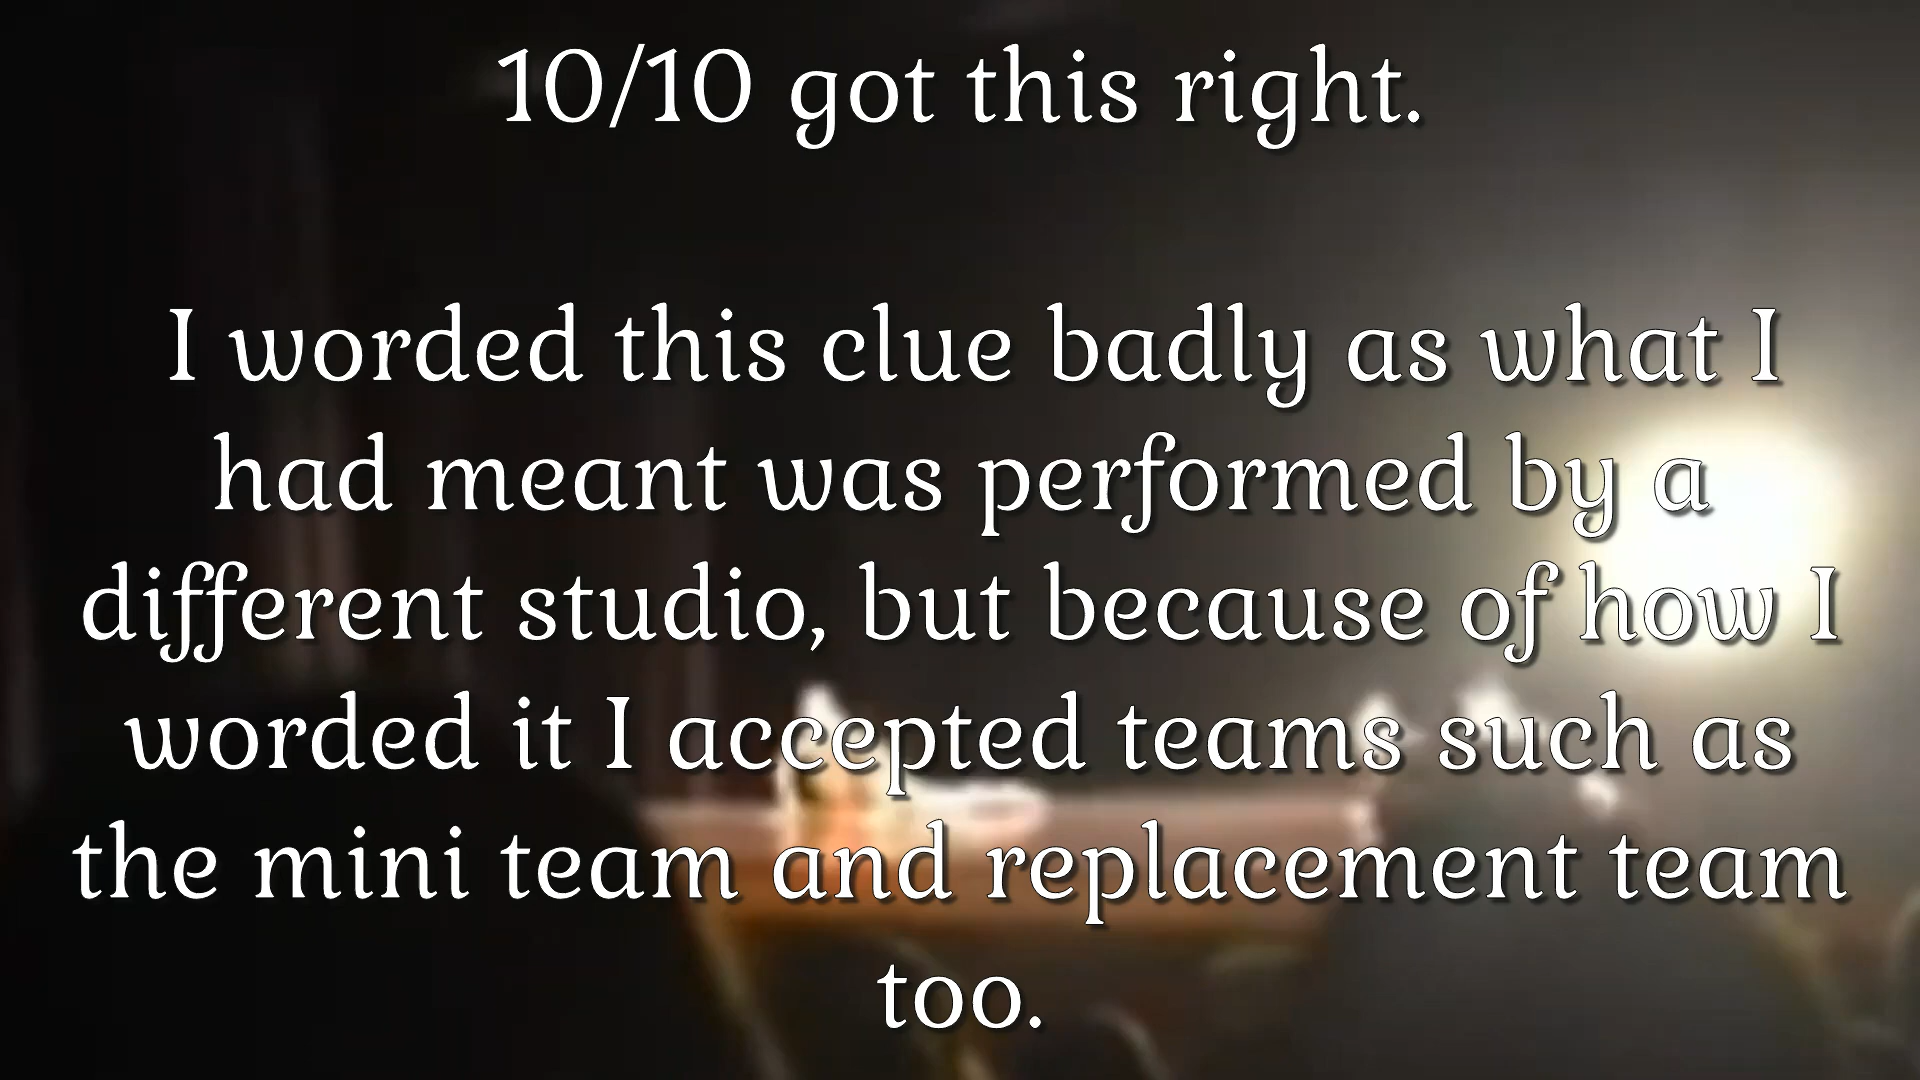 10/10 got this right.
I worded this clue badly as what I
had meant was performed by a
different studio, but because of how I
worded it I accepted teams such as
the mini team and replacement team
too.